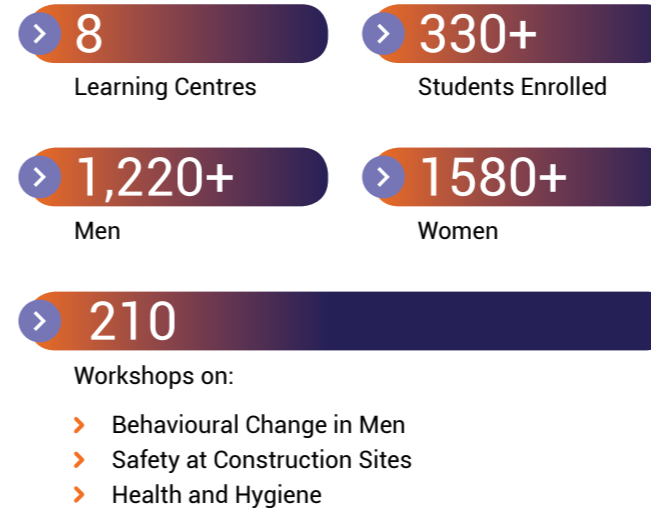 8
330+
Learning Centres
Students Enrolled
1,220+
1580+
Men
Women
210
Workshops on:
Behavioural Change in Men
Safety at Construction Sites
Health and Hygiene